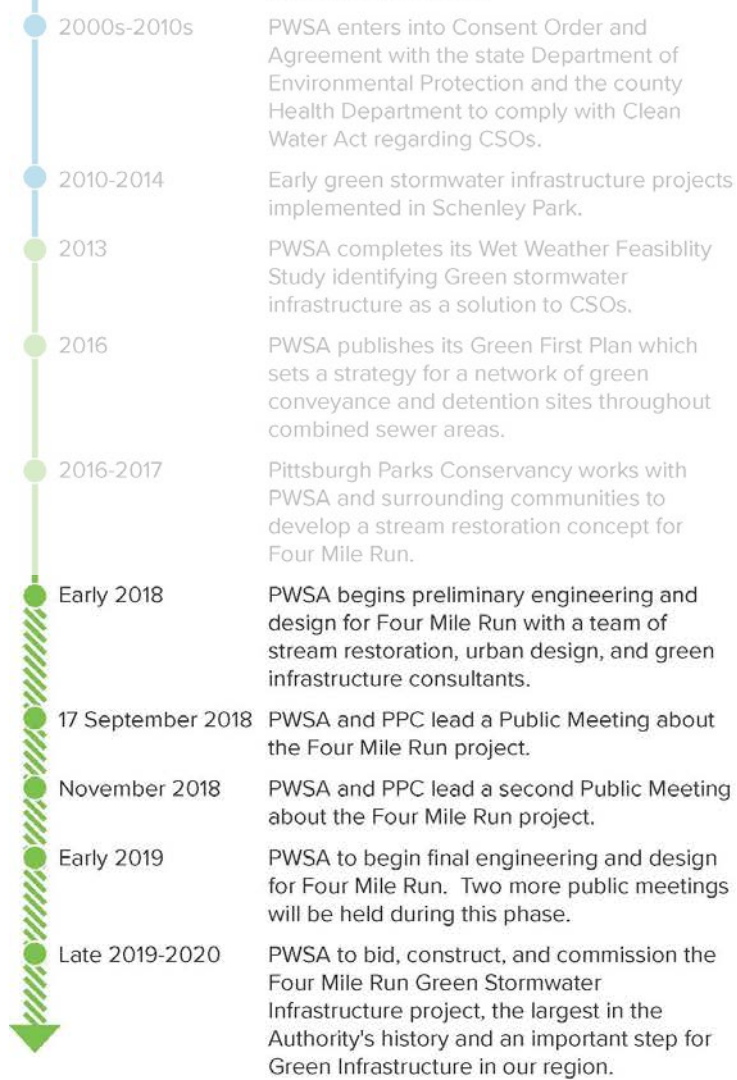 2000s-2010s PWSA enters into Consent Order and
Agreement with the state Department of
Environmental Protection and the county
Health Department to comply with Clean
Water Act regarding CSOs.
2010-2014 Early green stormwater infrastructure projects
implemented in Schenley Park.
2013 PWSA completes its Wet Weather Feasiblity
Study identifying Green stormwater
infrastructure as a solution to CSOs.
2016 PWSA publishes its Green First Plan which
sets a strategy for a network of green
conveyance and detention sites throughout
combined sewer areas.
2016-2017 Pittsburgh Parks Conservancy works with
PWSA and surrounding communities to
develop a stream restoration concept for
Four Mile Run.
Early 2018 PWSA begins preliminary engineering and
design for Four Mile Run with a team of
stream restoration, urban design, and green
infrastructure consultants.
17 September 2018 PWSA and PPC lead a Public Meeting about
the Four Mile Run project.
November 2018 PWSA and PPC lead a second Public Meeting
about the Four Mile Run project.
Early 2019 PWSA to begin final engineering and design
for Four Mile Run. Two more public meetings
will be held during this phase.
Late 2019-2020 PWSA to bid, construct, and commission the
Four Mile Run Green Stormwater
Infrastructure project, the largest in the
Authority's history and an important step for
Green Infrastructure in our region.